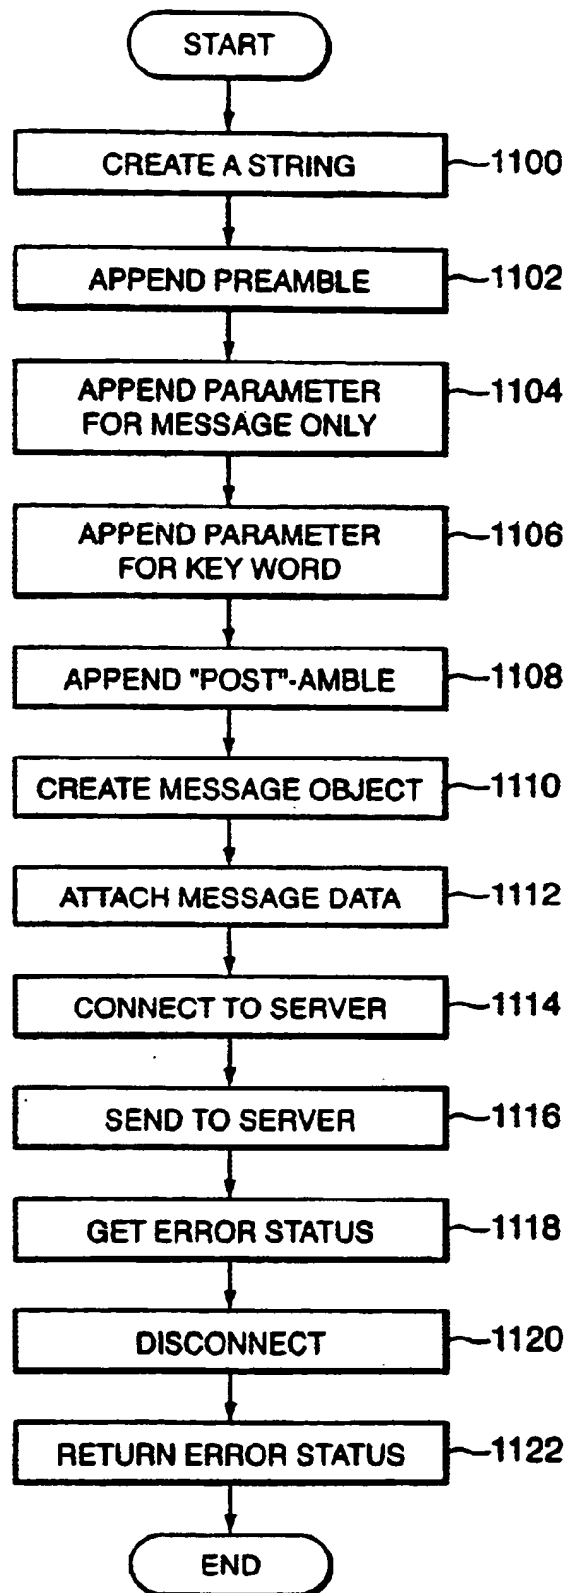 START
CREATE A STRING 1100
APPEND PREAMBLE 1102
APPEND PARAMETER 1104
FOR MESSAGE ONLY
APPEND PARAMETER 1106
FOR KEY WORD
APPEND "POST"-AMBLE 1108
CREATE MESSAGE OBJECT 1110
ATTACH MESSAGE DATA 1112
CONNECT TO SERVER 1114
SEND TO SERVER 1116
GET ERROR STATUS 1118
DISCONNECT 1120
RETURN ERROR STATUS 1122
END